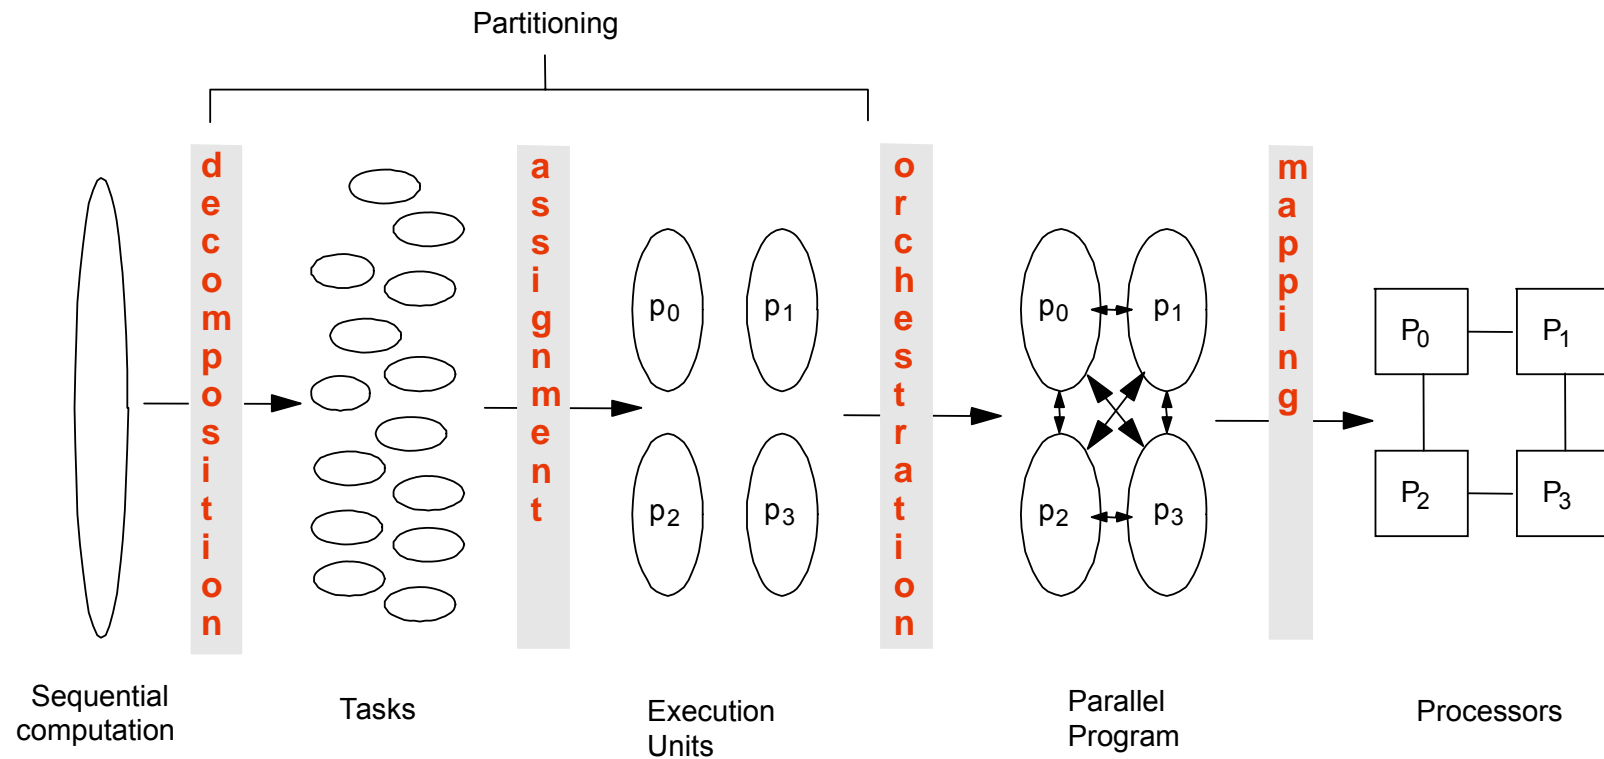 Partitioning
decomposition
assignment
orchestration
mapping
p0
p1
p2
p3
p0
p1
p2
p3
P0
P1
P2
P3
Sequential
computation
Tasks
Execution
Units
Parallel
Program
Processors